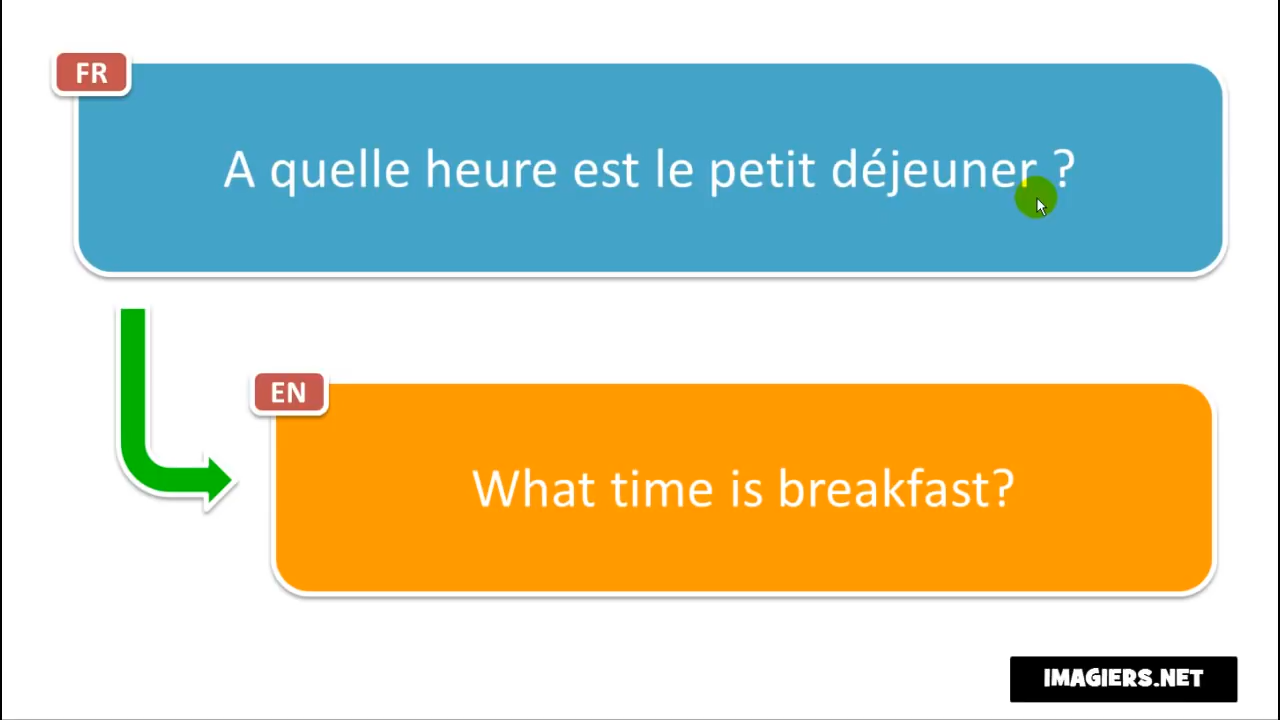 FR
A quelle heure est le petit déjeuner ?
EN
What time is breakfast?
IMAGIERS.NET